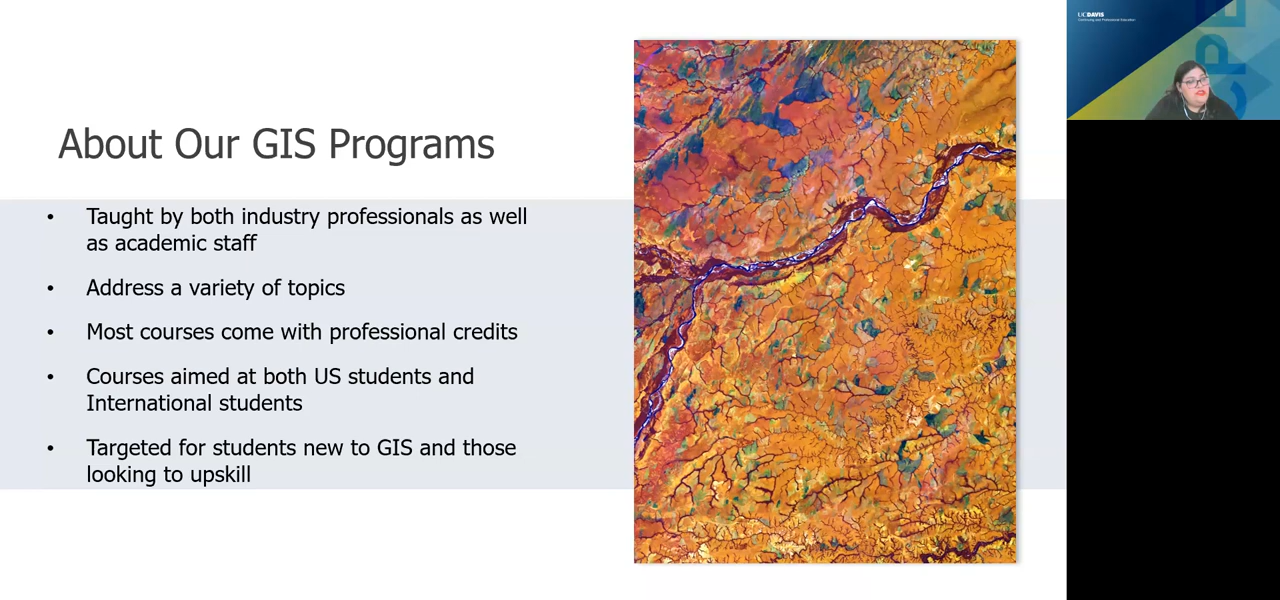 About Our GIS Programs
• Taught by both industry professionals as well
as academic staff
• Address a variety of topics
• Most courses come with professional credits
• Courses aimed at both US students and
International students
• Targeted for students new to GIS and those
looking to upskill
UCDAVIS
Continuing and Professional Education
CPE